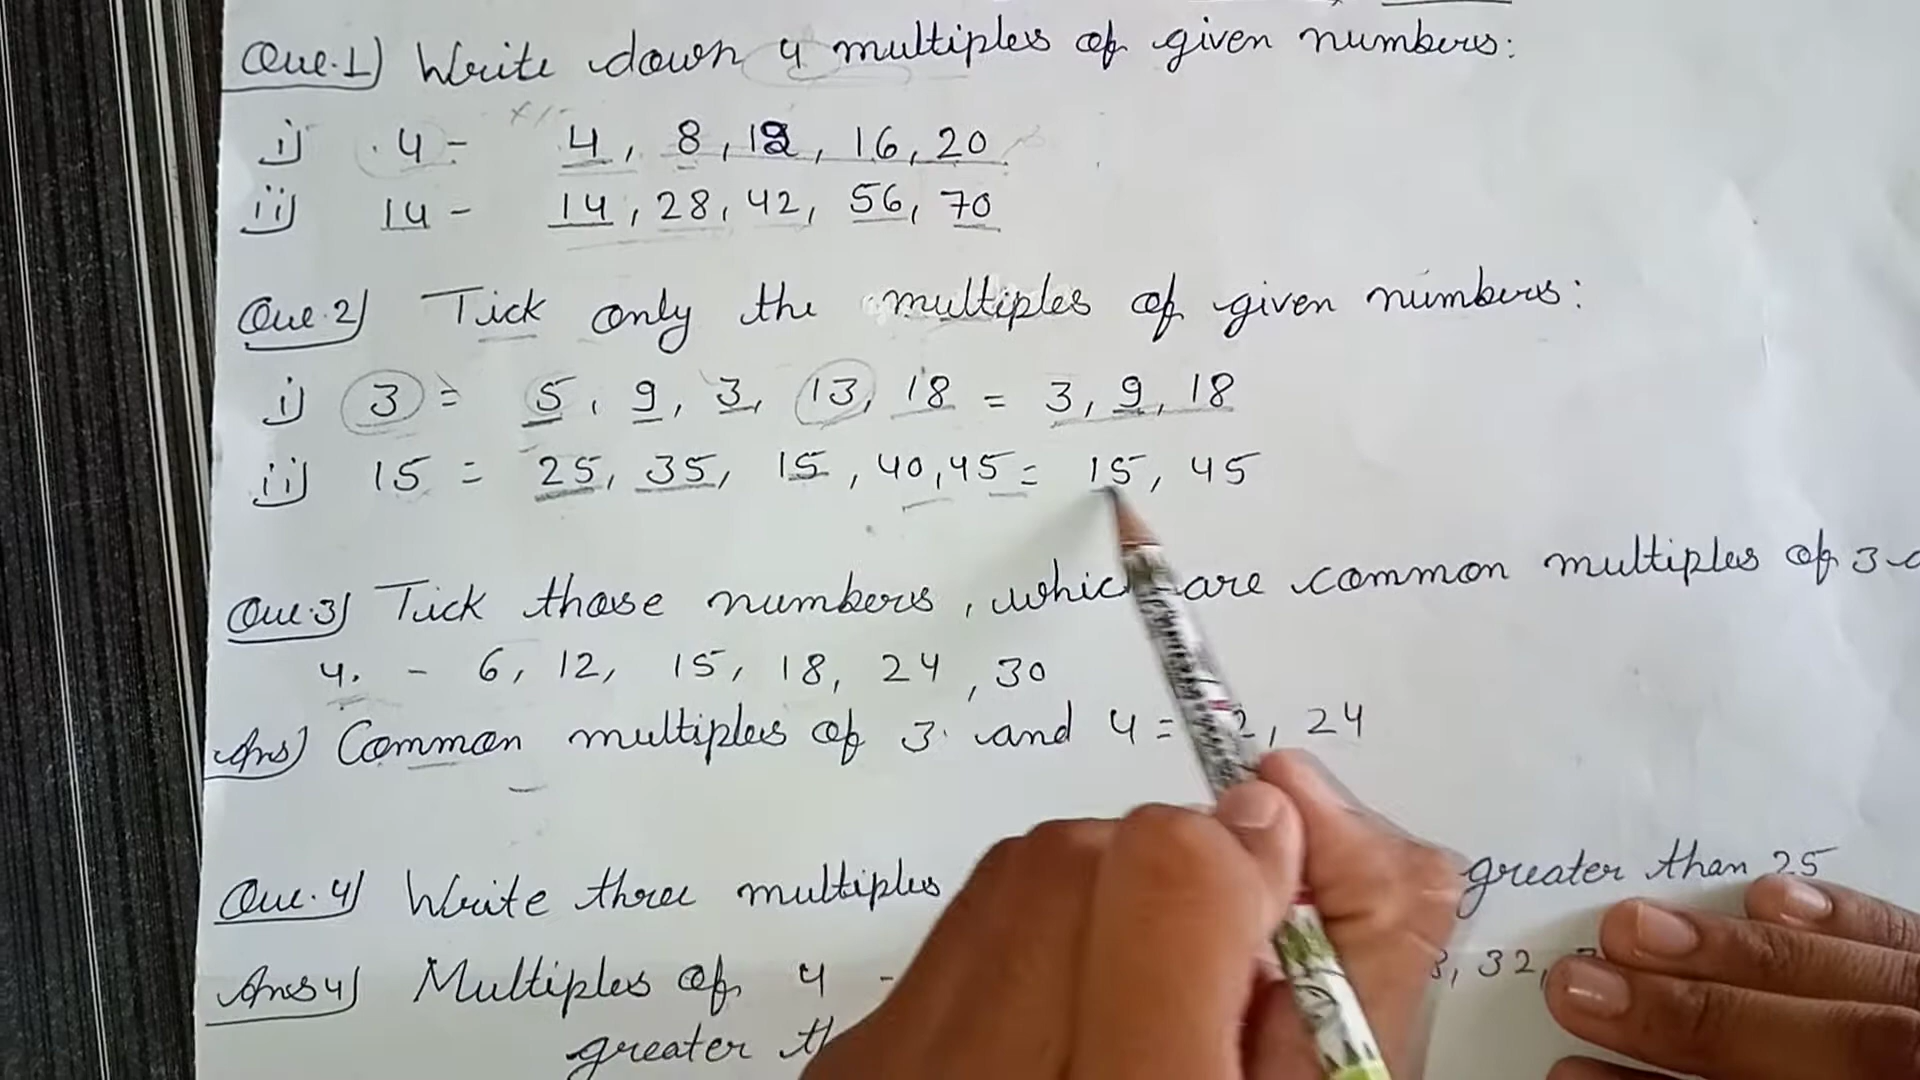 Que.1) Write down 4 multiples of given numbers:
i) 4 - 4, 8, 12, 16, 20
ii) 14 - 14, 28, 42, 56, 70
Que.2) Tick only the multiples of given numbers:
i) 3 = 5, 9, 3, 13, 18 = 3, 9, 18
ii) 15 = 25, 35, 15, 40, 45 = 15, 45
Que.3) Tick those numbers, which are common multiples of 3
4. - 6, 12, 15, 18, 24, 30
Ans) Common multiples of 3 and 4 = 2, 24
Que.4) Write three multiples greater than 25
Ans 4) Multiples of 4 - 32,
greater